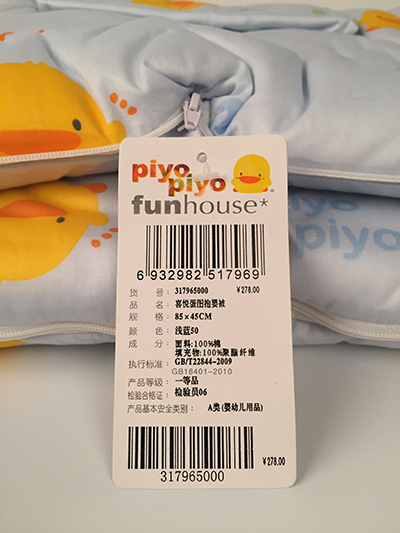 piyo
piyo
funhouse*
6 932982 517969
货 号: 317965000 ¥278.00
品 名: 喜悦蛋图抱婴被
规 格: 85×45CM
颜 色: 浅蓝50
成 分: 面料:100%棉
填充物:100%聚酯纤维
执行标准: GB/T22844-2009
GB18401-2010
产品等级: 一等品
检验合格证: 检验员06
产品基本安全类别: A类(婴幼儿用品)
¥278.00
317965000
piyo
piyo